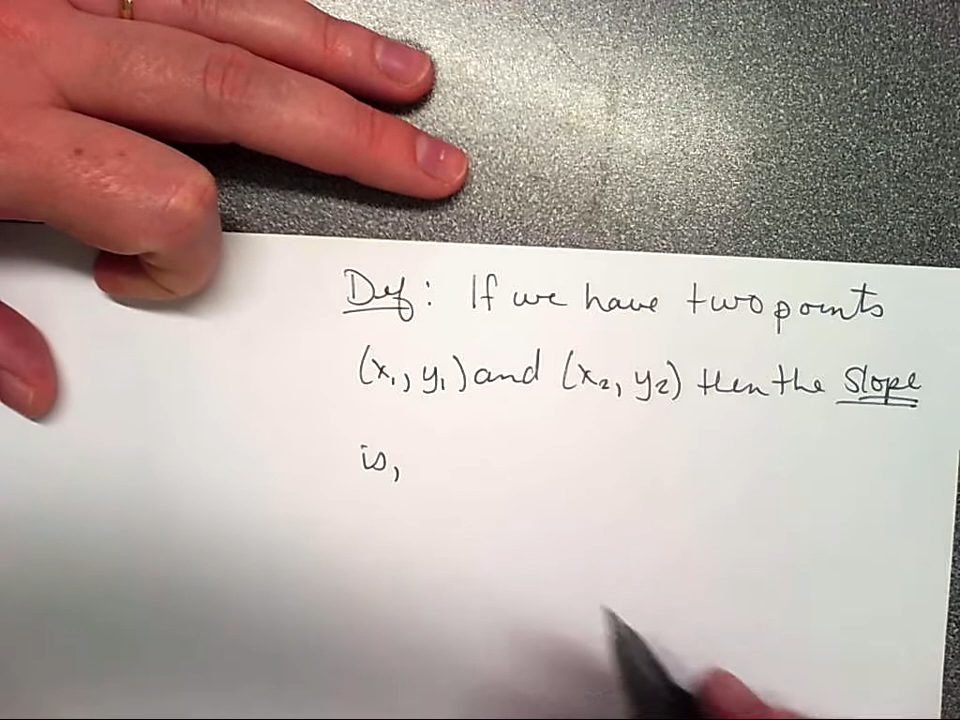 Def: If we have two points
(x₁, y₁) and (x₂, y₂) then the slope
is,